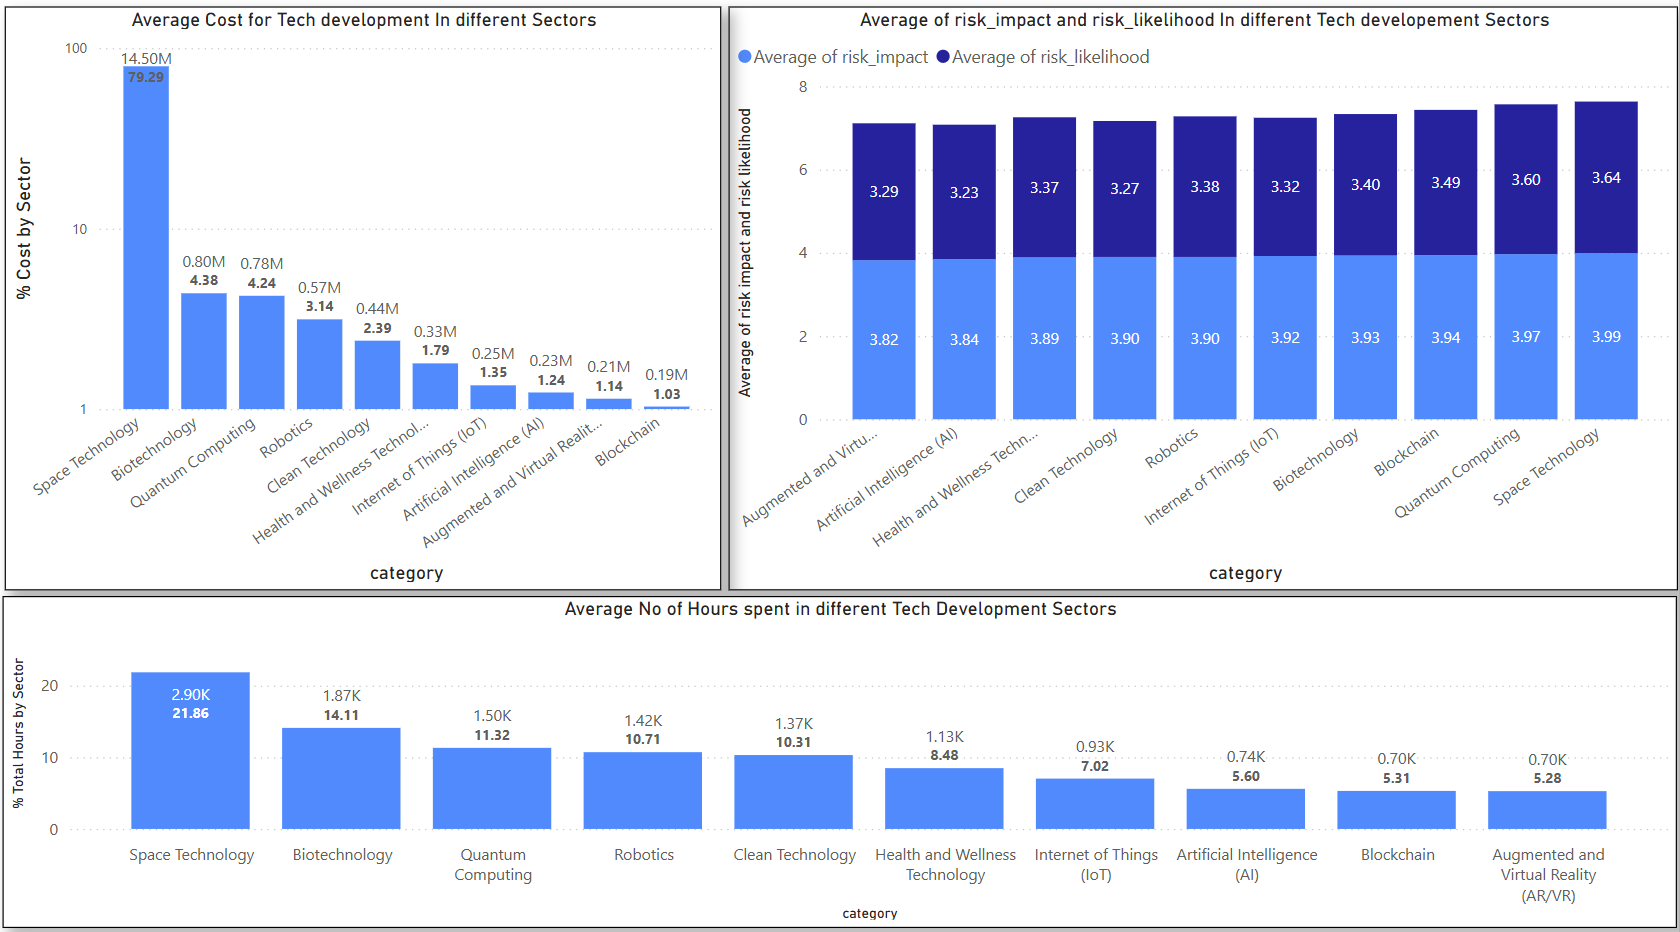 Average Cost for Tech development In different Sectors
% Cost by Sector
100
10
1
14.50M
79.29
0.80M
4.38
0.78M
4.24
0.57M
3.14
0.44M
2.39
0.33M
1.79
0.25M
1.35
0.23M
1.24
0.21M
1.14
0.19M
1.03
Space Technology
Biotechnology
Quantum Computing
Robotics
Clean Technology
Health and Wellness Technol...
Internet of Things (IoT)
Artificial Intelligence (AI)
Augmented and Virtual Realit...
Blockchain
category
Average of risk_impact and risk_likelihood In different Tech developement Sectors
Average of risk_impact
Average of risk_likelihood
Average of risk impact and risk likelihood
8
6
4
2
0
3.29
3.23
3.37
3.27
3.38
3.32
3.40
3.49
3.60
3.64
3.82
3.84
3.89
3.90
3.90
3.92
3.93
3.94
3.97
3.99
Augmented and Virtu...
Artificial Intelligence (AI)
Health and Wellness Techn...
Clean Technology
Robotics
Internet of Things (IoT)
Biotechnology
Blockchain
Quantum Computing
Space Technology
category
Average No of Hours spent in different Tech Development Sectors
% Total Hours by Sector
20
10
0
2.90K
21.86
1.87K
14.11
1.50K
11.32
1.42K
10.71
1.37K
10.31
1.13K
8.48
0.93K
7.02
0.74K
5.60
0.70K
5.31
0.70K
5.28
Space Technology
Biotechnology
Quantum
Computing
Robotics
Clean Technology
Health and Wellness
Technology
Internet of Things
(IoT)
Artificial Intelligence
(AI)
Blockchain
Augmented and
Virtual Reality
(AR/VR)
category